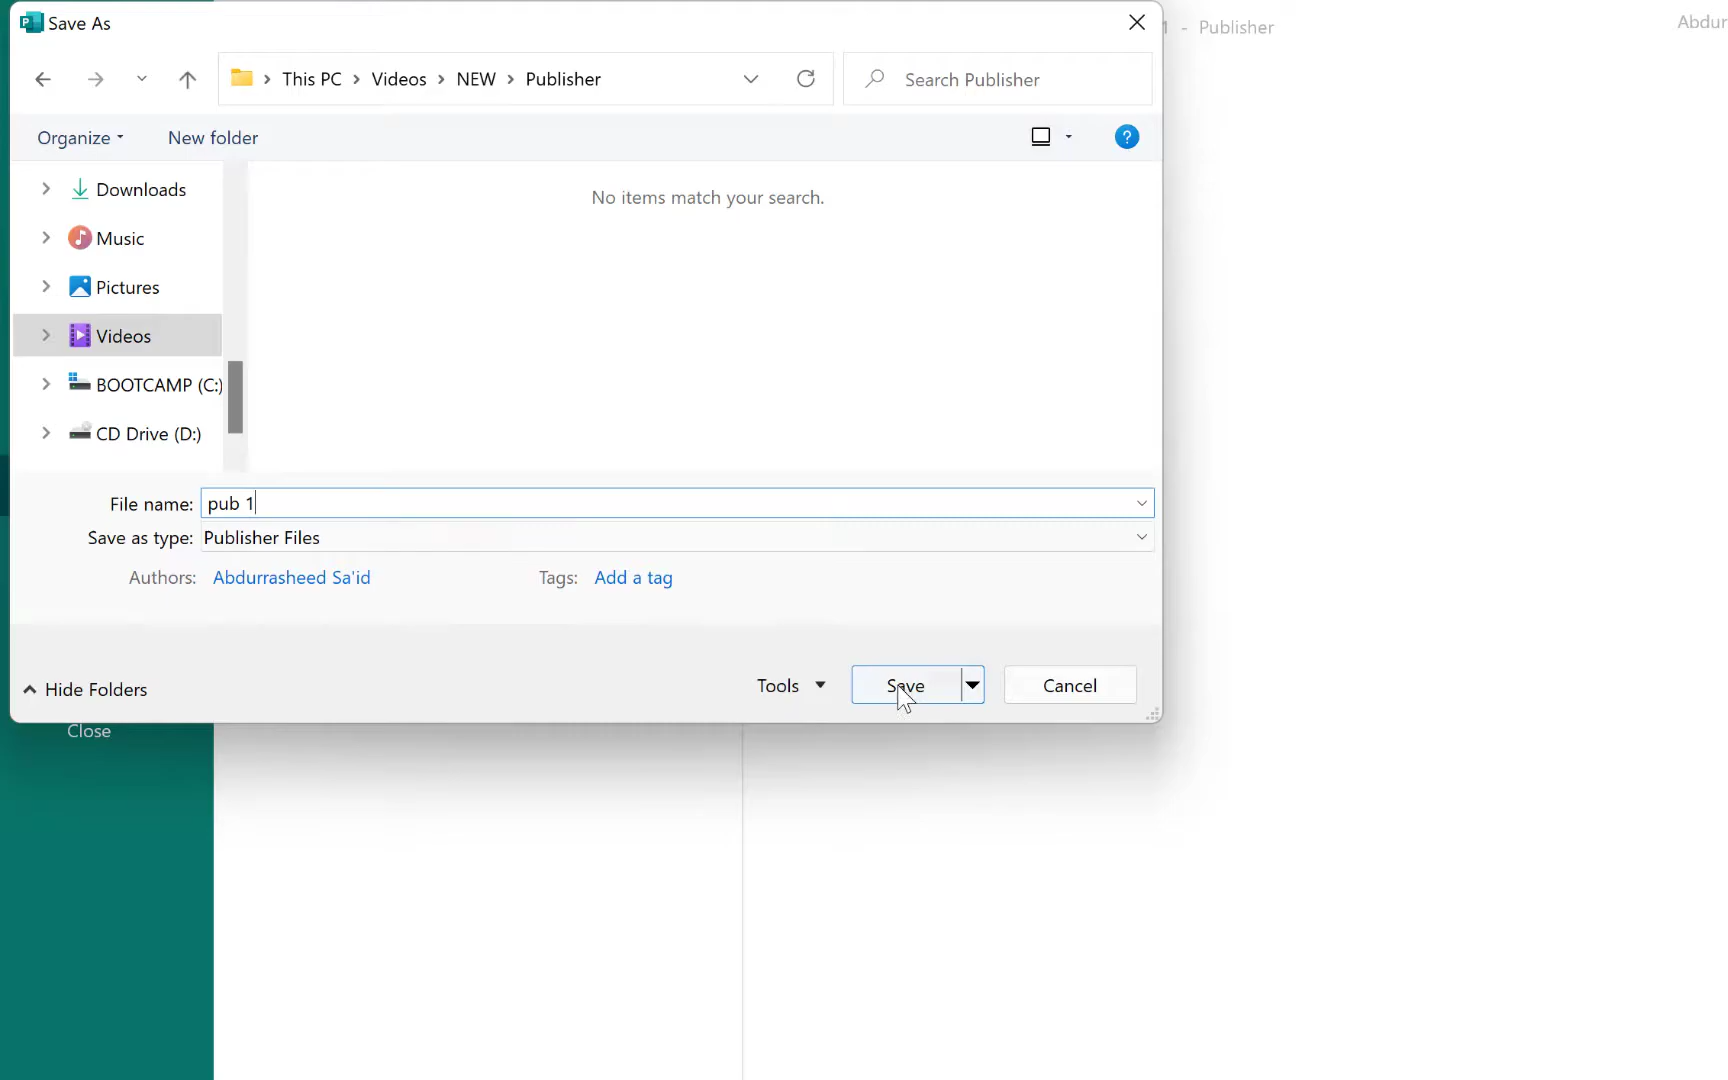 Save As
- Publisher
Abdur
This PC > Videos > NEW > Publisher
Search Publisher
Organize
New folder
?
Downloads
Music
Pictures
Videos
BOOTCAMP (C:)
CD Drive (D:)
No items match your search.
File name: pub 1
Save as type: Publisher Files
Authors: Abdurrasheed Sa'id
Tags: Add a tag
Hide Folders
Tools
Save
Cancel
Close